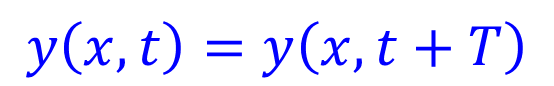 y(x, t) = y(x, t + T)